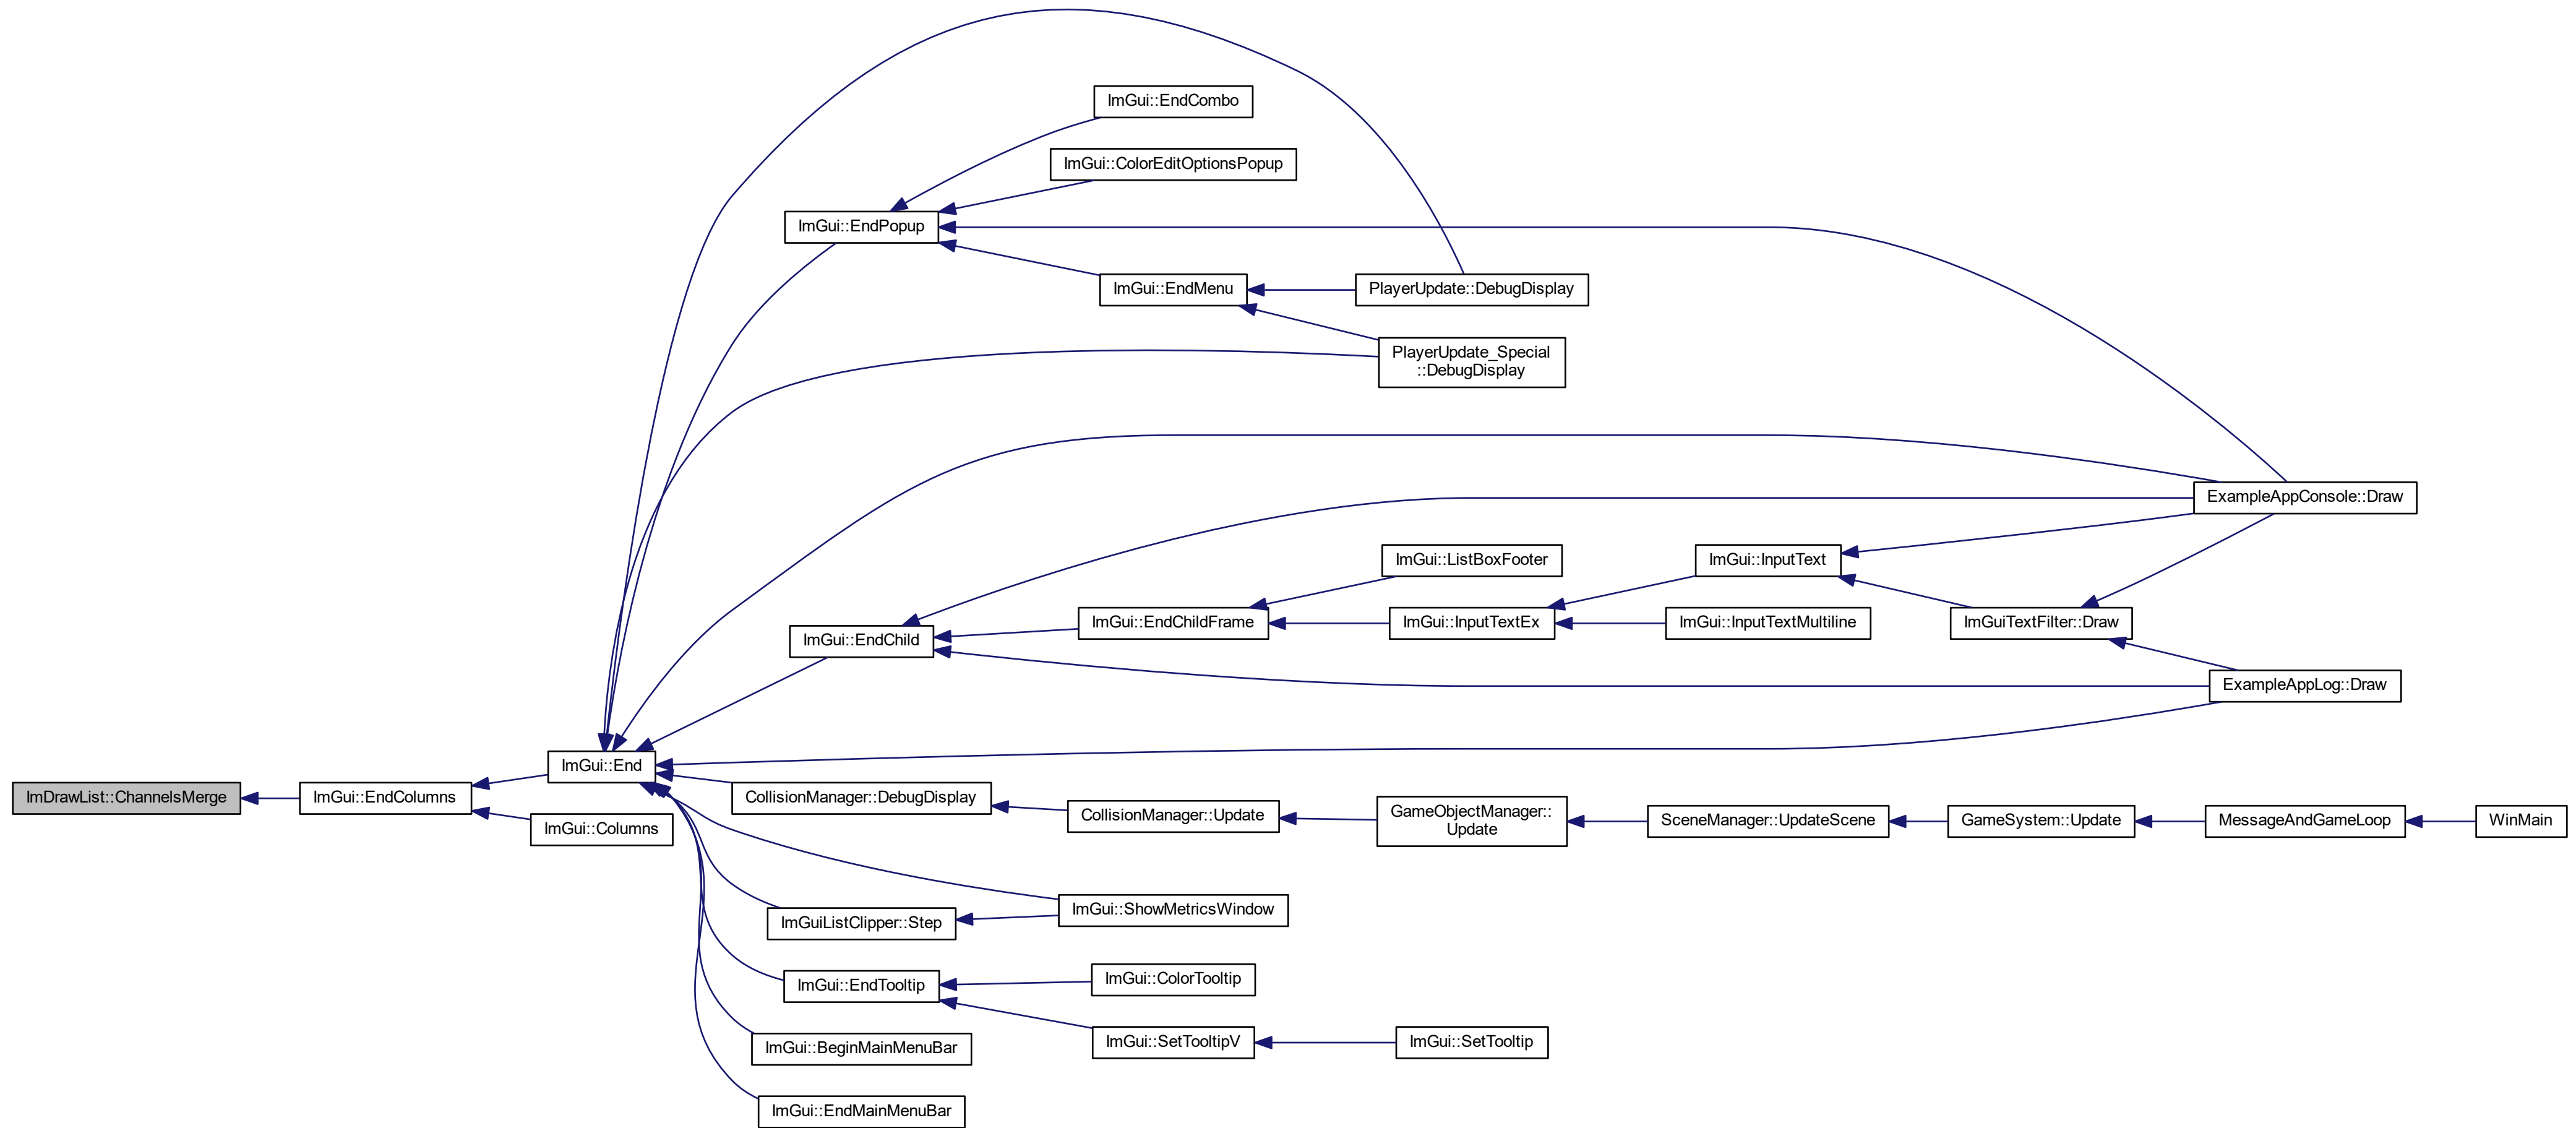 ImGui::EndCombo
ImGui::ColorEditOptionsPopup
ImGui::EndPopup
ImGui::EndMenu
PlayerUpdate::DebugDisplay
PlayerUpdate_Special
::DebugDisplay
ExampleAppConsole::Draw
ImGui::ListBoxFooter
ImGui::InputText
ImGui::EndChild
ImGui::EndChildFrame
ImGui::InputTextEx
ImGui::InputTextMultiline
ImGuiTextFilter::Draw
ExampleAppLog::Draw
ImGui::End
ImDrawList::ChannelsMerge
ImGui::EndColumns
ImGui::Columns
CollisionManager::DebugDisplay
CollisionManager::Update
GameObjectManager::
Update
SceneManager::UpdateScene
GameSystem::Update
MessageAndGameLoop
WinMain
ImGuiListClipper::Step
ImGui::ShowMetricsWindow
ImGui::EndTooltip
ImGui::ColorTooltip
ImGui::SetTooltipV
ImGui::SetTooltip
ImGui::BeginMainMenuBar
ImGui::EndMainMenuBar